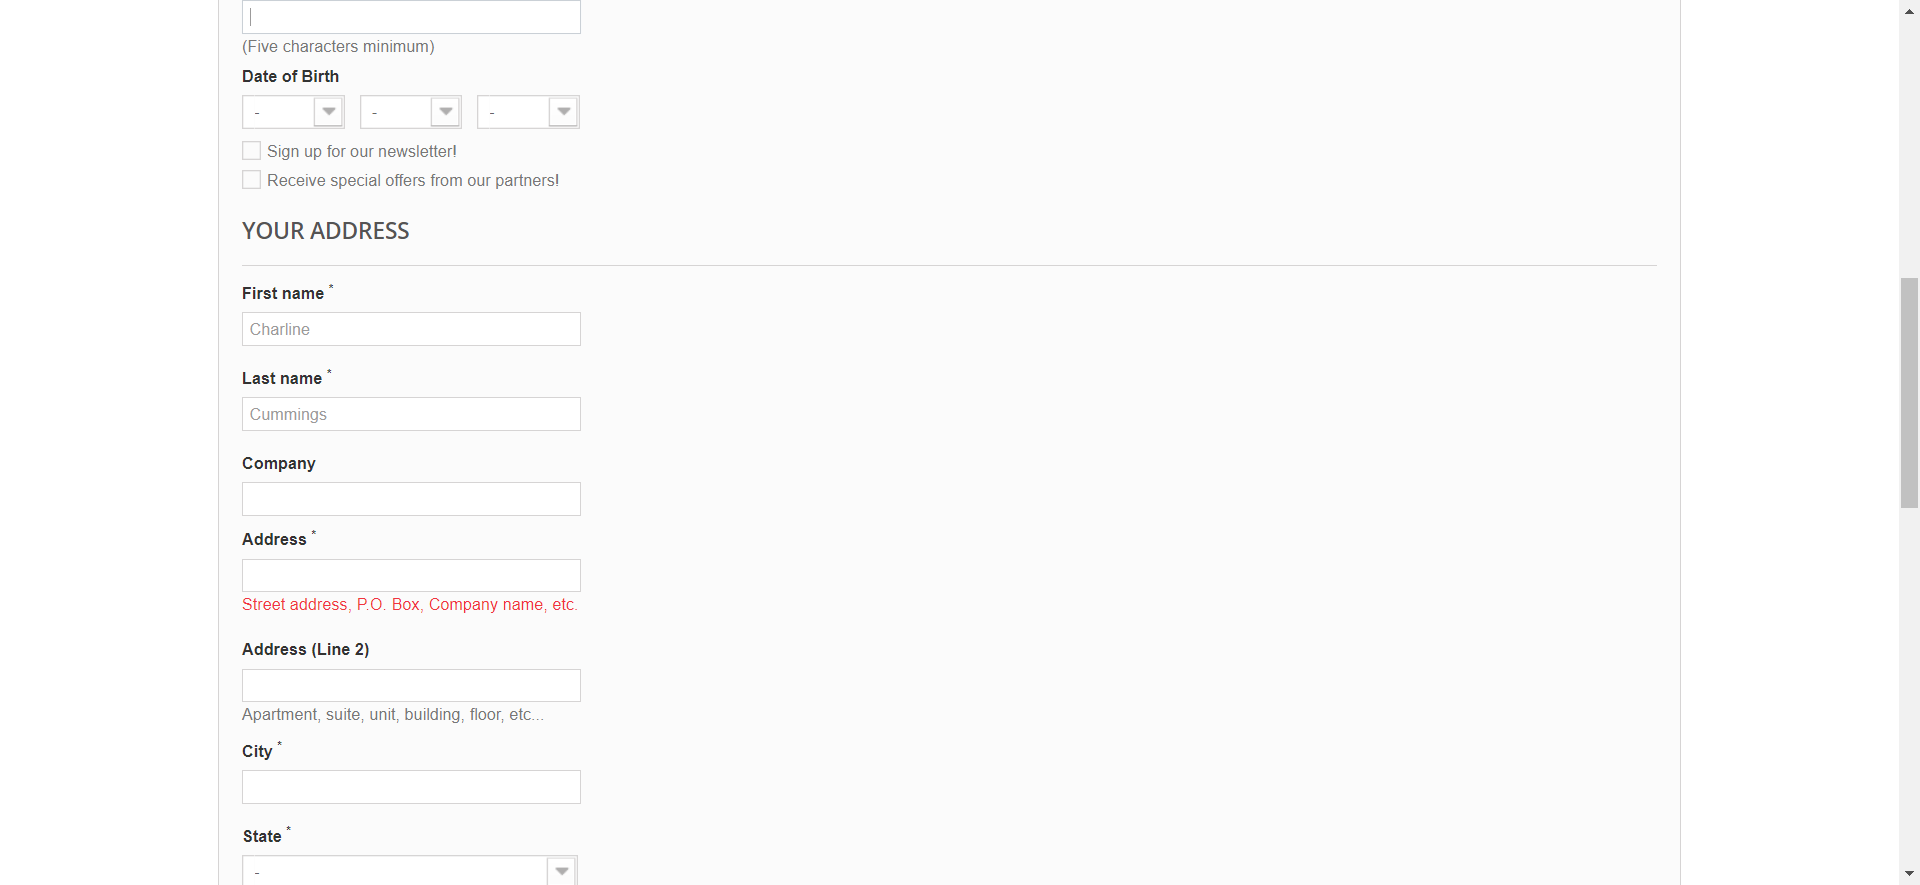 (Five characters minimum)
Date of Birth
- - -
Sign up for our newsletter!
Receive special offers from our partners!
YOUR ADDRESS
First name *
Charline
Last name *
Cummings
Company
Address *
Street address, P.O. Box, Company name, etc.
Address (Line 2)
Apartment, suite, unit, building, floor, etc...
City *
State *
-